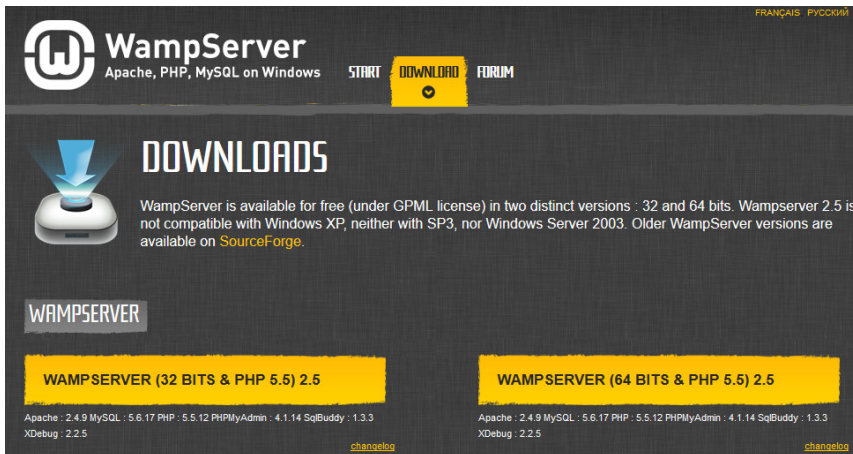 FRANÇAIS РУССКИЙ
WampServer
Apache, PHP, MySQL on Windows
START DOWNLOAD FORUM
DOWNLOADS
WampServer is available for free (under GPML license) in two distinct versions : 32 and 64 bits. Wampserver 2.5 is
not compatible with Windows XP, neither with SP3, nor Windows Server 2003. Older WampServer versions are
available on SourceForge.
WAMPSERVER
WAMPSERVER (32 BITS & PHP 5.5) 2.5
Apache : 2.4.9 MySQL : 5.6.17 PHP : 5.5.12 PHPMyAdmin : 4.1.14 SqlBuddy : 1.3.3
XDebug : 2.2.5
changelog
WAMPSERVER (64 BITS & PHP 5.5) 2.5
Apache : 2.4.9 MySQL : 5.6.17 PHP : 5.5.12 PHPMyAdmin : 4.1.14 SqlBuddy : 1.3.3
XDebug : 2.2.5
changelog